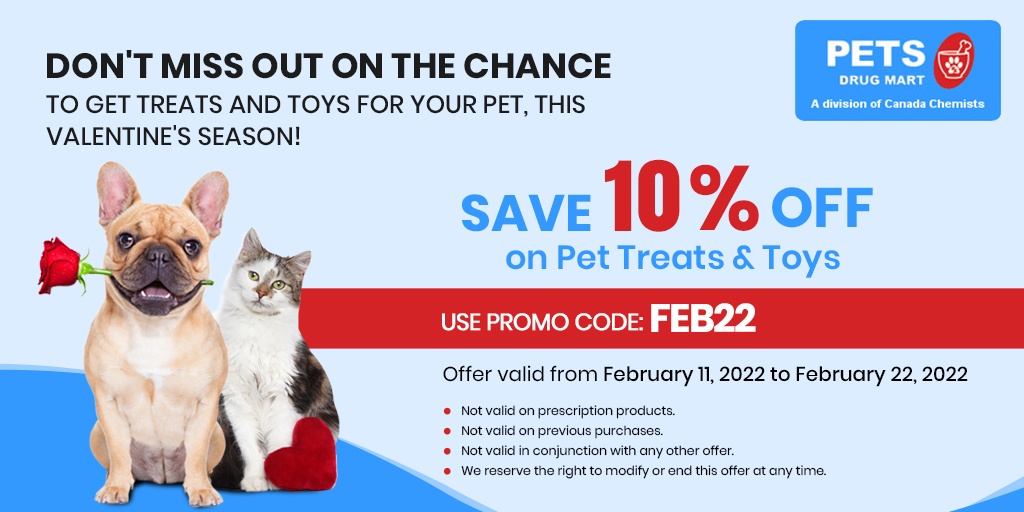 DON'T MISS OUT ON THE CHANCE
TO GET TREATS AND TOYS FOR YOUR PET, THIS
VALENTINE'S SEASON!
PETS
DRUG MART
A division of Canada Chemists
SAVE 10% OFF
on Pet Treats & Toys
USE PROMO CODE: FEB22
Offer valid from February 11, 2022 to February 22, 2022
• Not valid on prescription products.
• Not valid on previous purchases.
• Not valid in conjunction with any other offer.
• We reserve the right to modify or end this offer at any time.